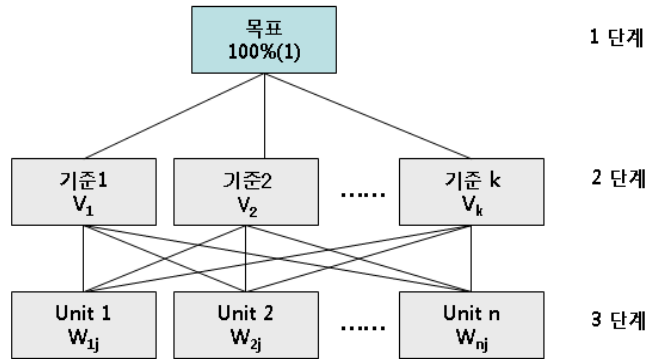 목표
100%(1)
1 단계
기준1
V₁
기준2
V₂
......
기준 k
Vₖ
2 단계
Unit 1
W₁ⱼ
Unit 2
W₂ⱼ
......
Unit n
Wₙⱼ
3 단계